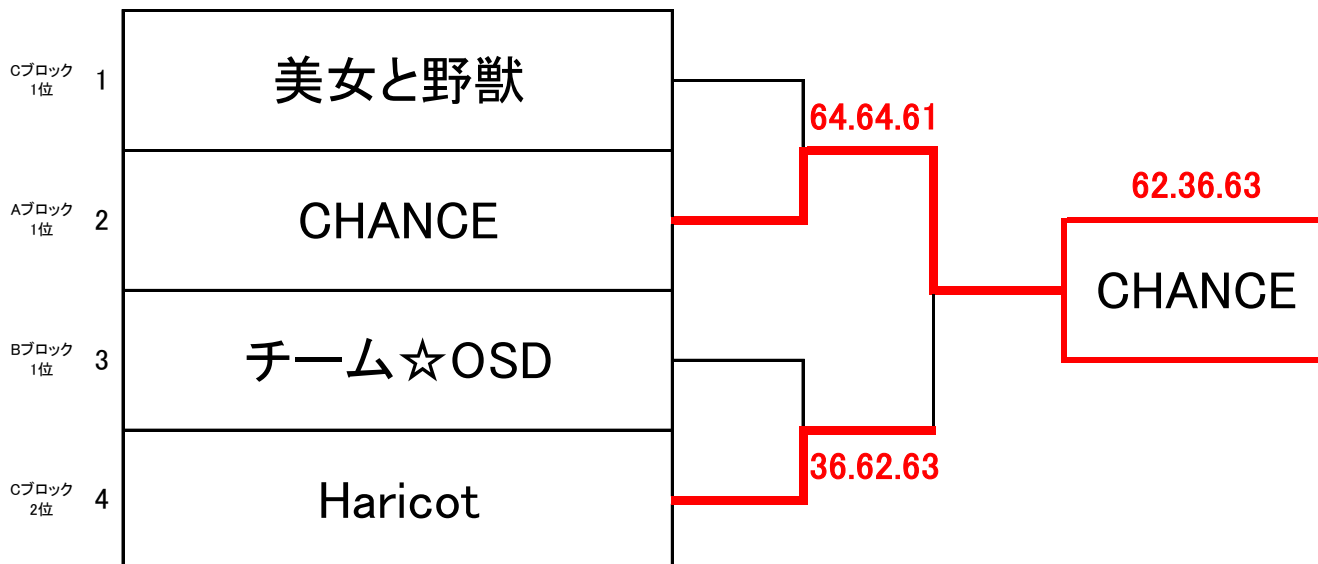 Cブロック
1位
1
美女と野獣
64.64.61
Aブロック
1位
2
CHANCE
62.36.63
CHANCE
Bブロック
1位
3
チーム☆OSD
36.62.63
Cブロック
2位
4
Haricot